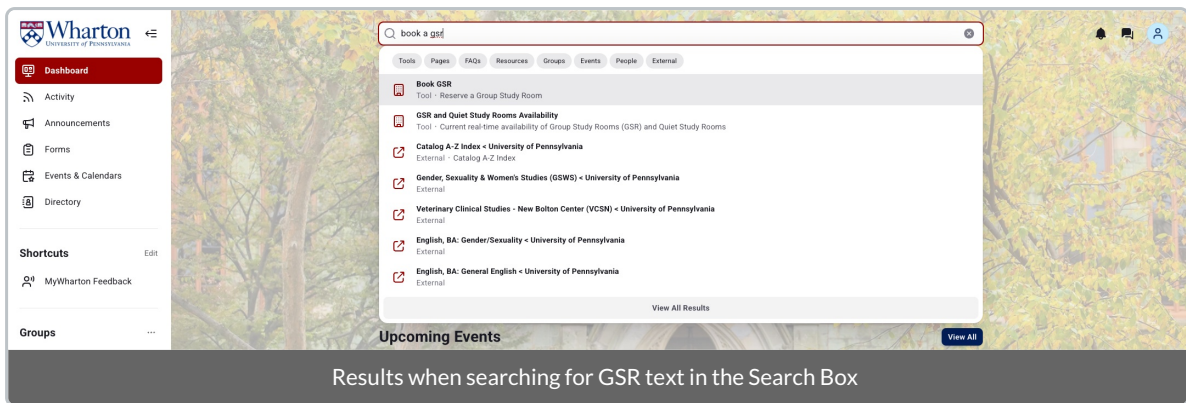 Wharton
UNIVERSITY of PENNSYLVANIA
Dashboard
Activity
Announcements
Forms
Events & Calendars
Directory
Shortcuts Edit
MyWharton Feedback
Groups ...
book a gsr
Tools Pages FAQs Resources Groups Events People External
Book GSR
Tool · Reserve a Group Study Room
GSR and Quiet Study Rooms Availability
Tool · Current real-time availability of Group Study Rooms (GSR) and Quiet Study Rooms
Catalog A-Z Index < University of Pennsylvania
External · Catalog A-Z Index
Gender, Sexuality & Women's Studies (GSWS) < University of Pennsylvania
External
Veterinary Clinical Studies - New Bolton Center (VCSN) < University of Pennsylvania
External
English, BA: Gender/Sexuality < University of Pennsylvania
External
English, BA: General English < University of Pennsylvania
External
View All Results
Upcoming Events View All
Results when searching for GSR text in the Search Box